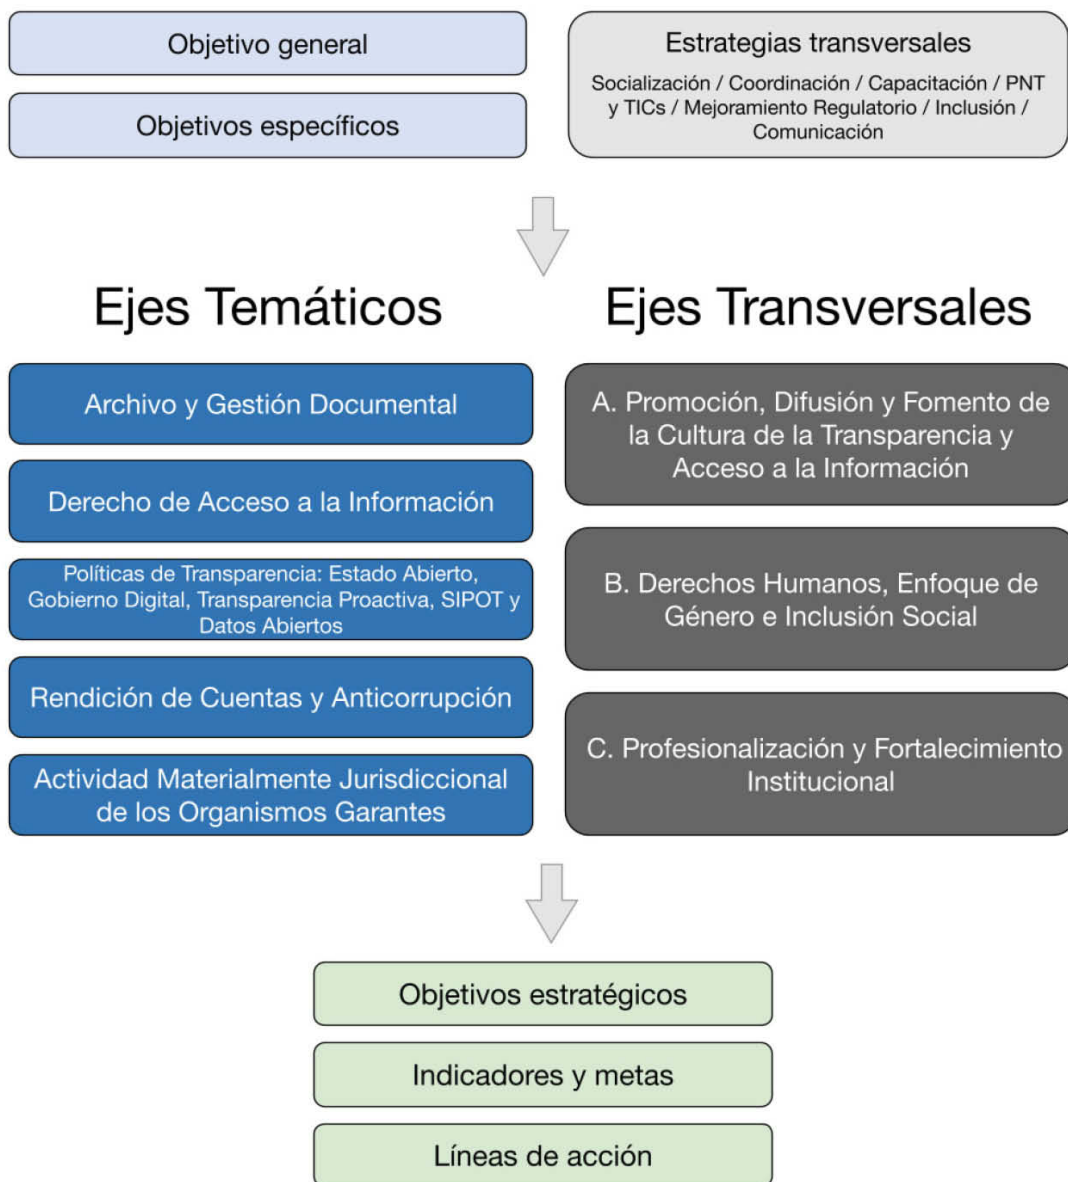 Objetivo general
Objetivos específicos
Estrategias transversales
Socialización / Coordinación / Capacitación / PNT
y TICs / Mejoramiento Regulatorio / Inclusión /
Comunicación
Ejes Temáticos
Archivo y Gestión Documental
Derecho de Acceso a la Información
Políticas de Transparencia: Estado Abierto,
Gobierno Digital, Transparencia Proactiva, SIPOT y
Datos Abiertos
Rendición de Cuentas y Anticorrupción
Actividad Materialmente Jurisdiccional
de los Organismos Garantes
Ejes Transversales
A. Promoción, Difusión y Fomento de
la Cultura de la Transparencia y
Acceso a la Información
B. Derechos Humanos, Enfoque de
Género e Inclusión Social
C. Profesionalización y Fortalecimiento
Institucional
Objetivos estratégicos
Indicadores y metas
Líneas de acción